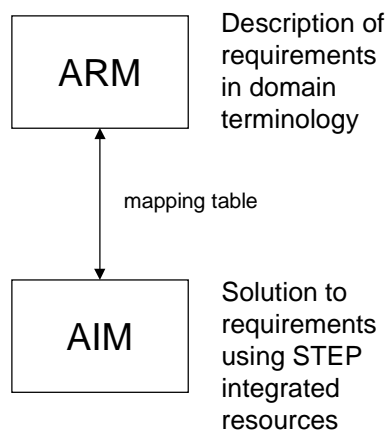 ARM
Description of
requirements
in domain
terminology
mapping table
AIM
Solution to
requirements
using STEP
integrated
resources